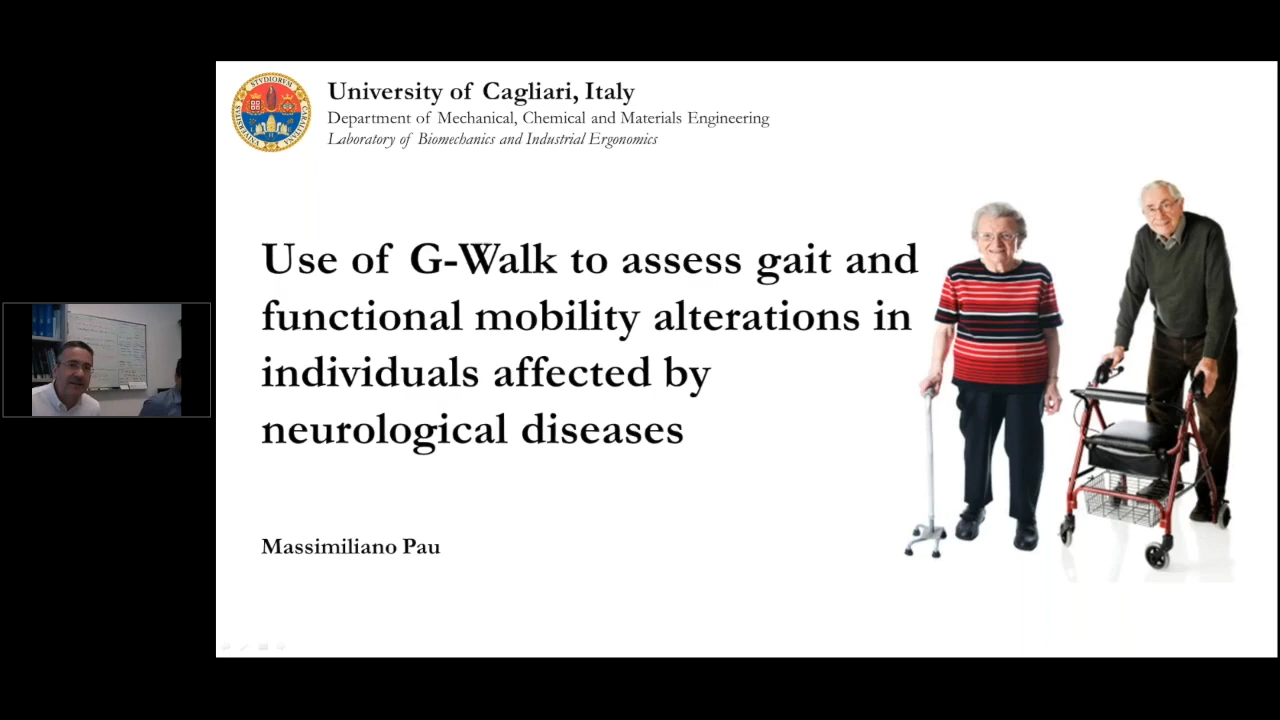 University of Cagliari, Italy
Department of Mechanical, Chemical and Materials Engineering
Laboratory of Biomechanics and Industrial Ergonomics
Use of G-Walk to assess gait and
functional mobility alterations in
individuals affected by
neurological diseases
Massimiliano Pau